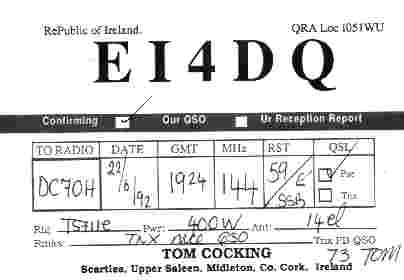 RePublic of Ireland. QRA Loc IO51WU
EI4DQ
Confirming Our QSO Ur Reception Report
TO RADIO DATE GMT MHz RST QSL
DC7OH 22/6/92 1924 144 59/E SSB Pse
Tnx
Rig: TS711e Pwr: 400W Ant: 14el
Rmks: TNX nice QSO Tnx FB QSO
TOM COCKING 73 TOM
Scarties, Upper Saleen, Midleton, Co. Cork. Ireland